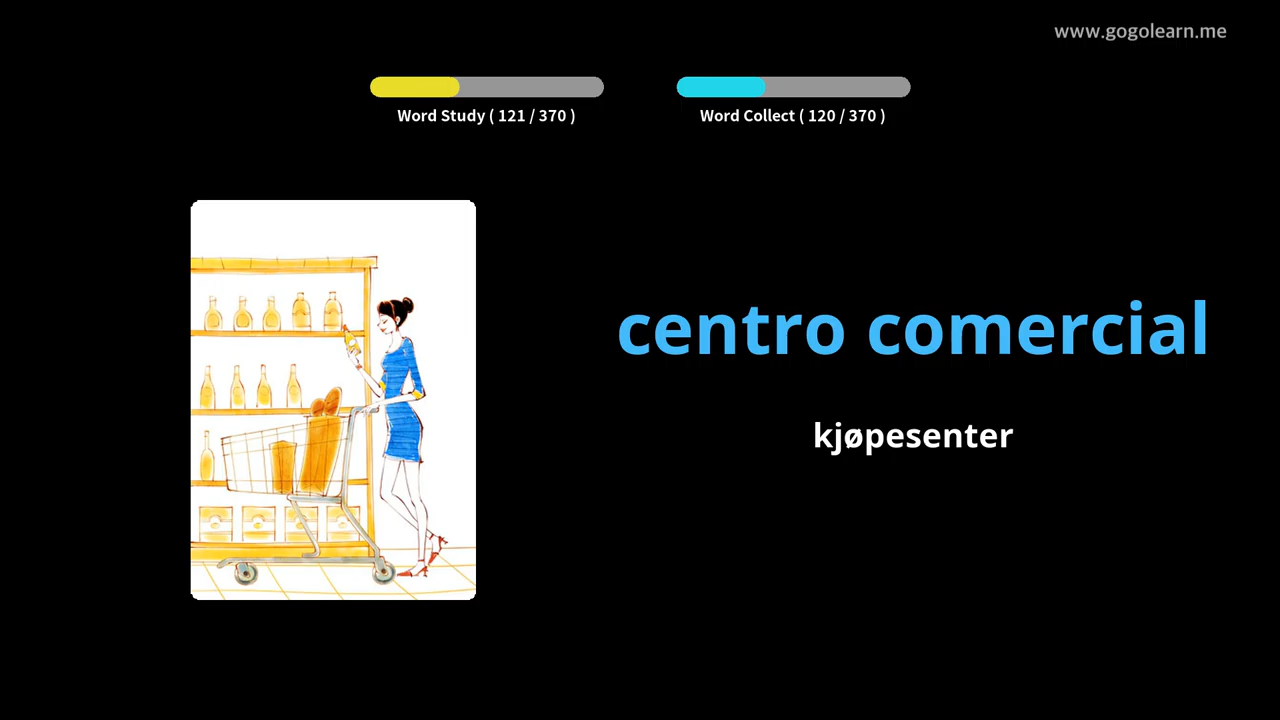 www.gogolearn.me
Word Study ( 121 / 370 )
Word Collect ( 120 / 370 )
centro comercial
kjøpesenter